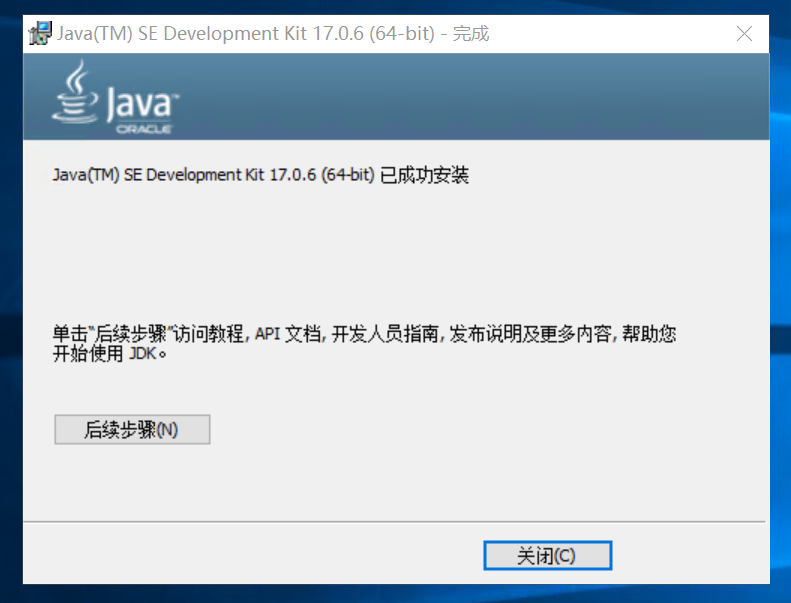 Java(TM) SE Development Kit 17.0.6 (64-bit) - 完成
Java™
ORACLE
Java(TM) SE Development Kit 17.0.6 (64-bit) 已成功安装
单击“后续步骤”访问教程, API 文档, 开发人员指南, 发布说明及更多内容, 帮助您
开始使用 JDK。
后续步骤(N)
关闭(C)